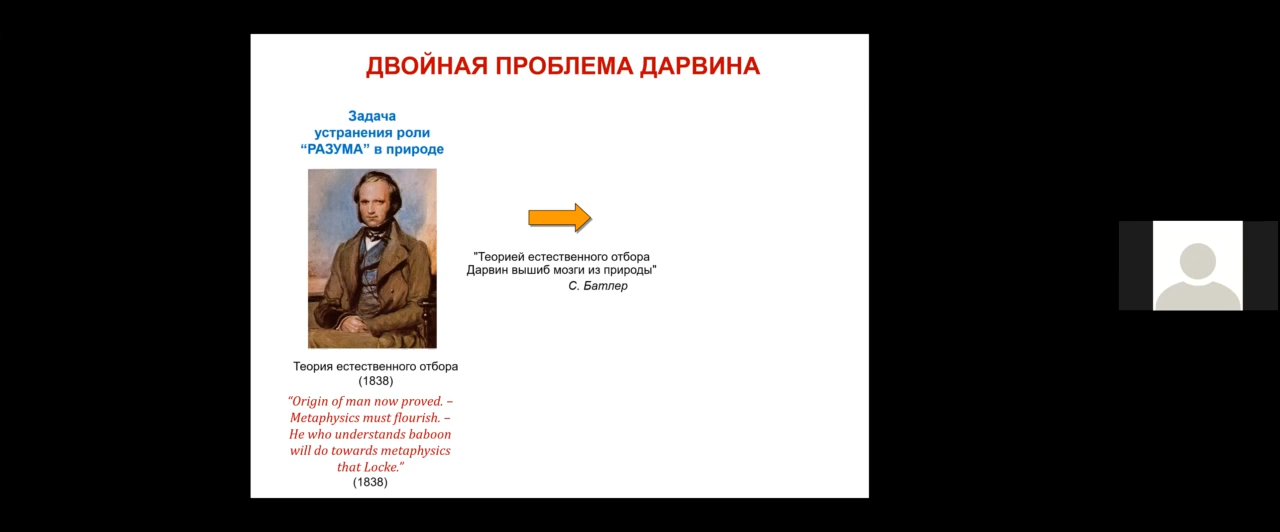 ДВОЙНАЯ ПРОБЛЕМА ДАРВИНА
Задача
устранения роли
“РАЗУМА” в природе
"Теорией естественного отбора
Дарвин вышиб мозги из природы"
С. Батлер
Теория естественного отбора
(1838)
“Origin of man now proved. –
Metaphysics must flourish. –
He who understands baboon
will do towards metaphysics
that Locke.”
(1838)